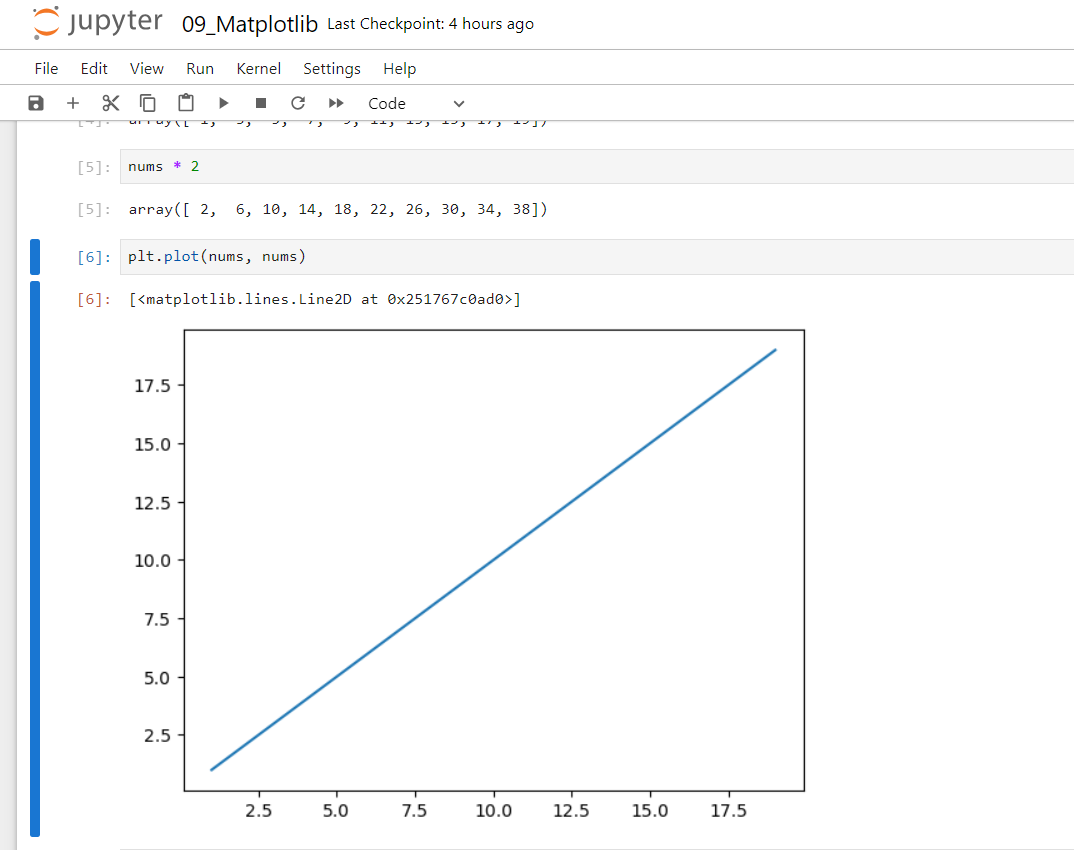 jupyter 09_Matplotlib Last Checkpoint: 4 hours ago
File Edit View Run Kernel Settings Help
Code
[4]: array([ 1, 3, 5, 7, 9, 11, 13, 15, 17, 19])
[5]: nums * 2
[5]: array([ 2,  6, 10, 14, 18, 22, 26, 30, 34, 38])
[6]: plt.plot(nums, nums)
[6]: [<matplotlib.lines.Line2D at 0x251767c0ad0>]
17.5
15.0
12.5
10.0
7.5
5.0
2.5
2.5 5.0 7.5 10.0 12.5 15.0 17.5